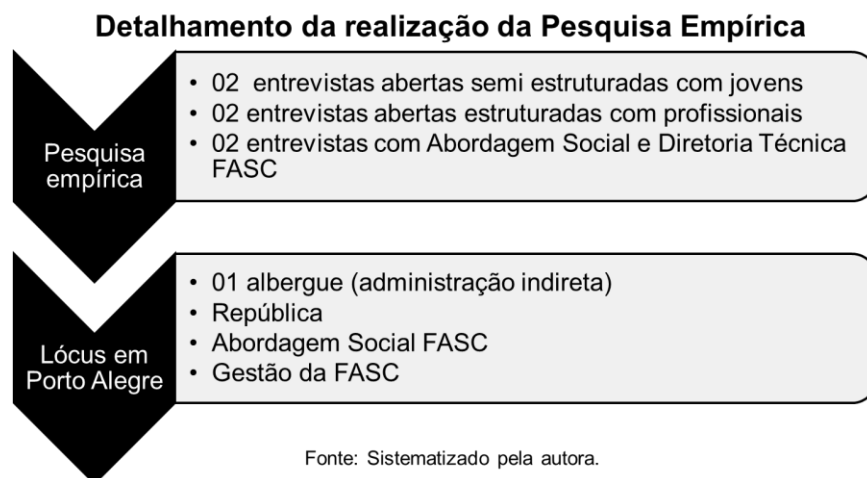 Detalhamento da realização da Pesquisa Empírica
Pesquisa
empírica
• 02 entrevistas abertas semi estruturadas com jovens
• 02 entrevistas abertas estruturadas com profissionais
• 02 entrevistas com Abordagem Social e Diretoria Técnica
FASC
Lócus em
Porto Alegre
• 01 albergue (administração indireta)
• República
• Abordagem Social FASC
• Gestão da FASC
Fonte: Sistematizado pela autora.